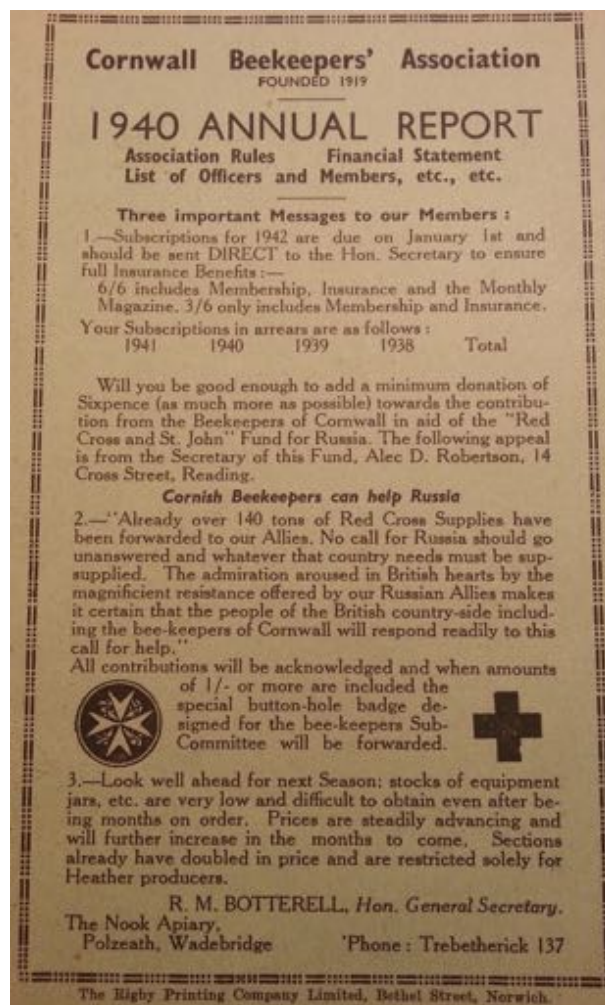 Cornwall Beekeepers' Association
FOUNDED 1919
1940 ANNUAL REPORT
Association Rules Financial Statement
List of Officers and Members, etc., etc.
Three important Messages to our Members :
1.—Subscriptions for 1942 are due on January 1st and
should be sent DIRECT to the Hon. Secretary to ensure
full Insurance Benefits :—
6/6 includes Membership, Insurance and the Monthly
Magazine. 3/6 only includes Membership and Insurance.
Your Subscriptions in arrears are as follows :
1941 1940 1939 1938 Total
Will you be good enough to add a minimum donation of
Sixpence (as much more as possible) towards the contribu-
tion from the Beekeepers of Cornwall in aid of the "Red
Cross and St. John" Fund for Russia. The following appeal
is from the Secretary of this Fund, Alec D. Robertson, 14
Cross Street, Reading.
Cornish Beekeepers can help Russia
2.—"Already over 140 tons of Red Cross Supplies have
been forwarded to our Allies. No call for Russia should go
unanswered and whatever that country needs must be sup-
supplied. The admiration aroused in British hearts by the
magnificient resistance offered by our Russian Allies makes
it certain that the people of the British country-side includ-
ing the bee-keepers of Cornwall will respond readily to this
call for help."
All contributions will be acknowledged and when amounts
of 1/- or more are included the
special button-hole badge de-
signed for the bee-keepers Sub-
Committee will be forwarded.
3.—Look well ahead for next Season; stocks of equipment
jars, etc. are very low and difficult to obtain even after be-
ing months on order. Prices are steadily advancing and
will further increase in the months to come. Sections
already have doubled in price and are restricted solely for
Heather producers.
R. M. BOTTERELL, Hon. General Secretary.
The Nook Apiary,
Polzeath, Wadebridge 'Phone : Trebetherick 137
The Rigby Printing Company Limited, Bethel Street, Norwich.